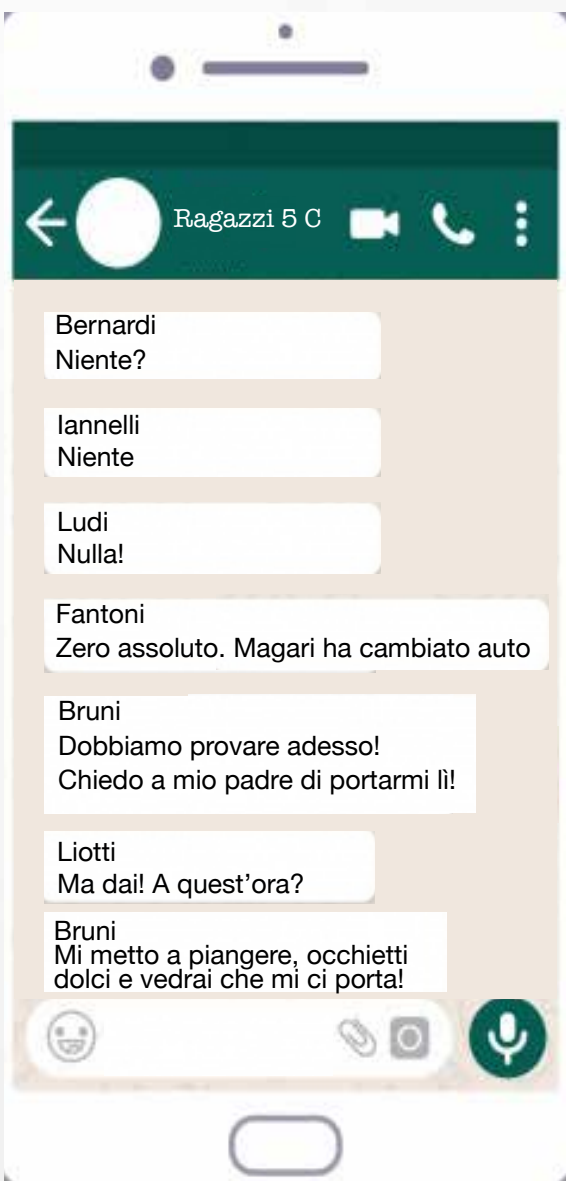 Ragazzi 5 C
Bernardi
Niente?
Iannelli
Niente
Ludi
Nulla!
Fantoni
Zero assoluto. Magari ha cambiato auto
Bruni
Dobbiamo provare adesso!
Chiedo a mio padre di portarmi lì!
Liotti
Ma dai! A quest'ora?
Bruni
Mi metto a piangere, occhietti
dolci e vedrai che mi ci porta!